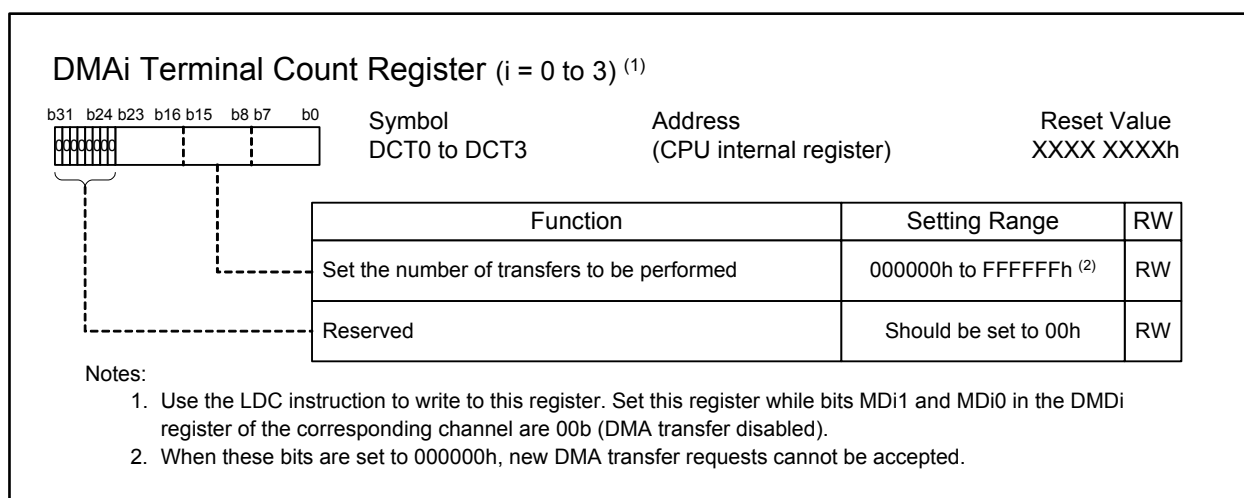 DMAi Terminal Count Register (i = 0 to 3) (1)
b31 b24 b23 b16 b15 b8 b7 b0
00000000
Symbol Address Reset Value
DCT0 to DCT3 (CPU internal register) XXXX XXXXh
Function Setting Range RW
Set the number of transfers to be performed 000000h to FFFFFFh (2) RW
Reserved Should be set to 00h RW
Notes:
1. Use the LDC instruction to write to this register. Set this register while bits MDi1 and MDi0 in the DMDi
register of the corresponding channel are 00b (DMA transfer disabled).
2. When these bits are set to 000000h, new DMA transfer requests cannot be accepted.